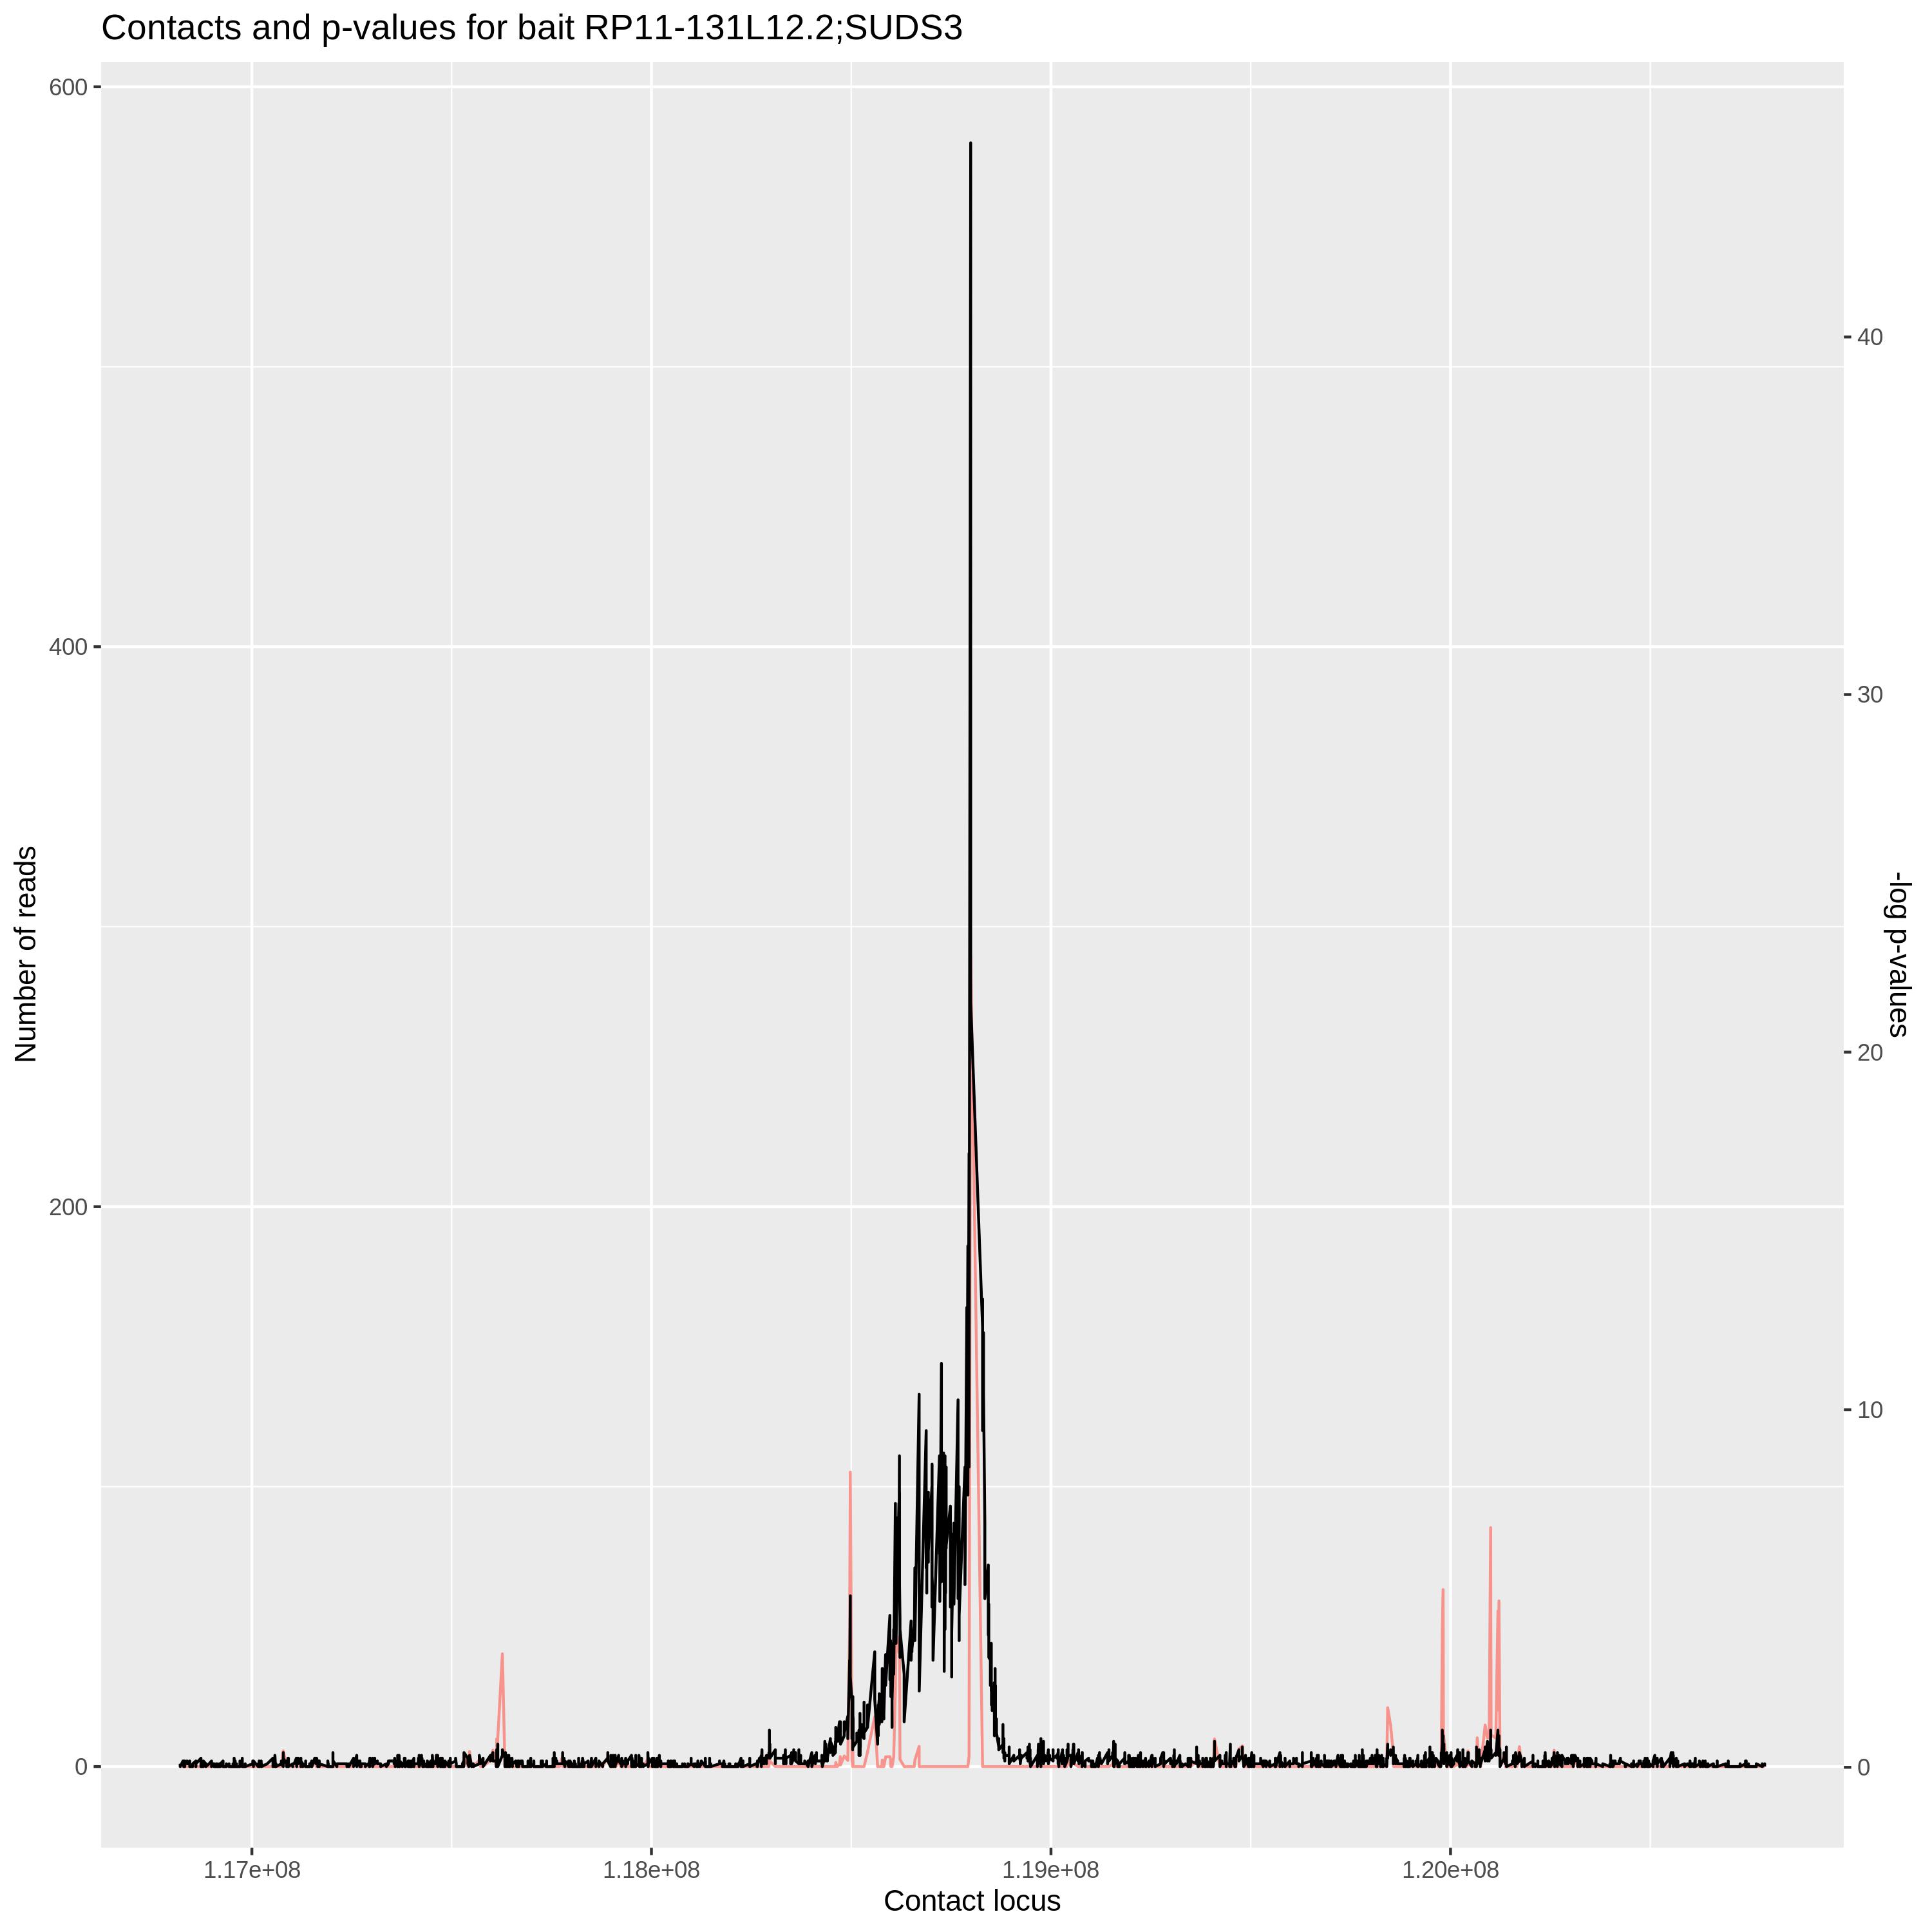 Contacts and p-values for bait RP11-131L12.2;SUDS3
600
400
200
0
Number of reads
40
30
20
10
0
-log p-values
1.17e+08
1.18e+08
1.19e+08
1.20e+08
Contact locus